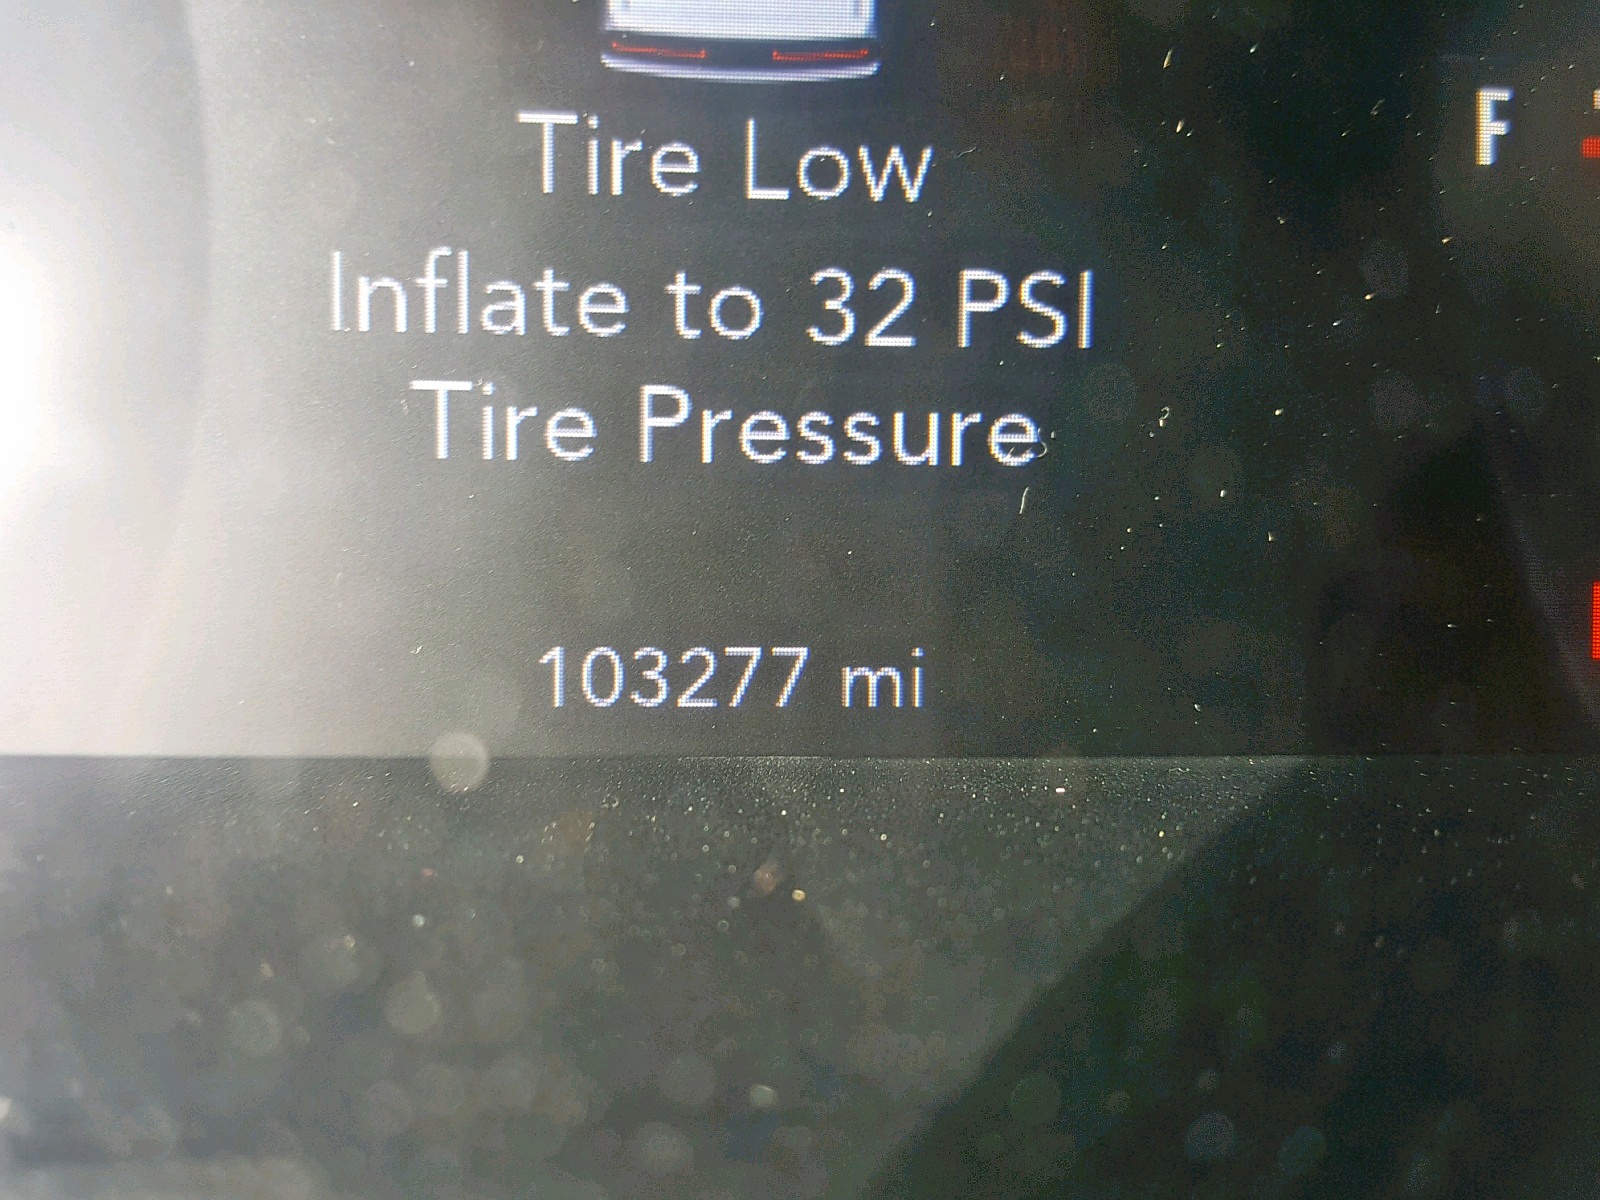 Tire Low
F
Inflate to 32 PSI
Tire Pressure
103277 mi